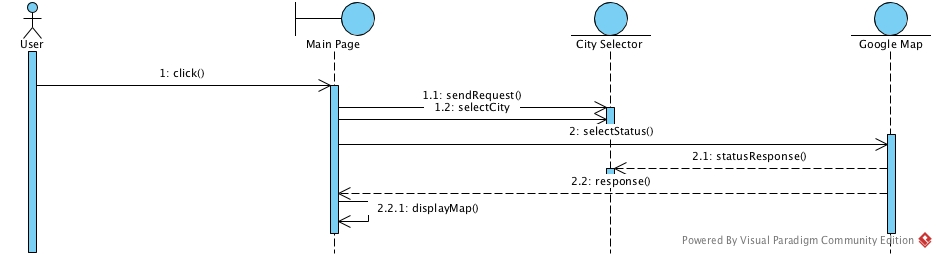 User
Main Page
City Selector
Google Map
1: click()
1.1: sendRequest()
1.2: selectCity
2: selectStatus()
2.1: statusResponse()
2.2: response()
2.2.1: displayMap()
Powered By Visual Paradigm Community Edition